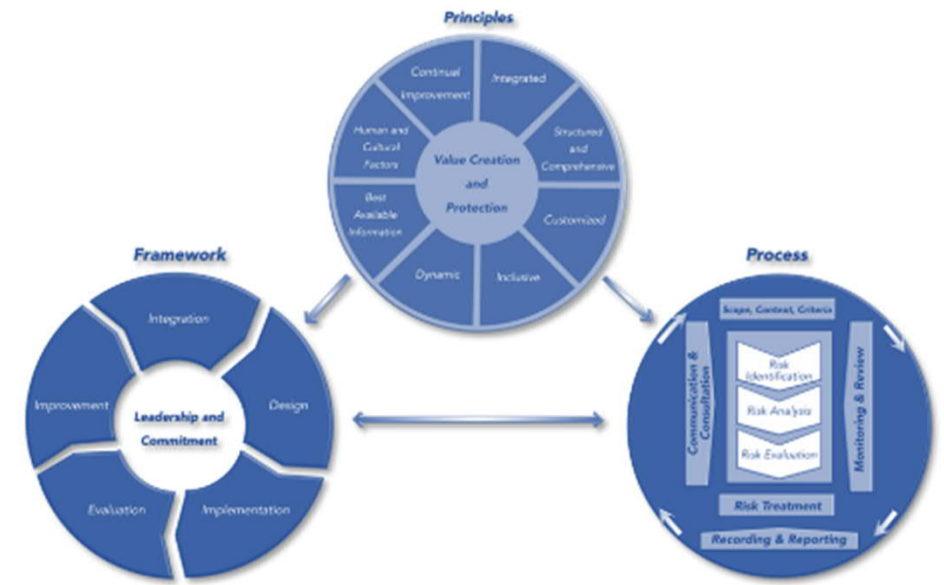 Principles
Continual
Improvement
Integrated
Human and
Cultural
Factors
Structured
and
Comprehensive
Value Creation
and
Protection
Best
Available
Information
Customized
Dynamic
Inclusive
Framework
Integration
Improvement
Design
Leadership and
Commitment
Evaluation
Implementation
Process
Scope, Context, Criteria
Communication &
Consultation
Risk
Identification
Risk Analysis
Risk Evaluation
Monitoring & Review
Risk Treatment
Recording & Reporting